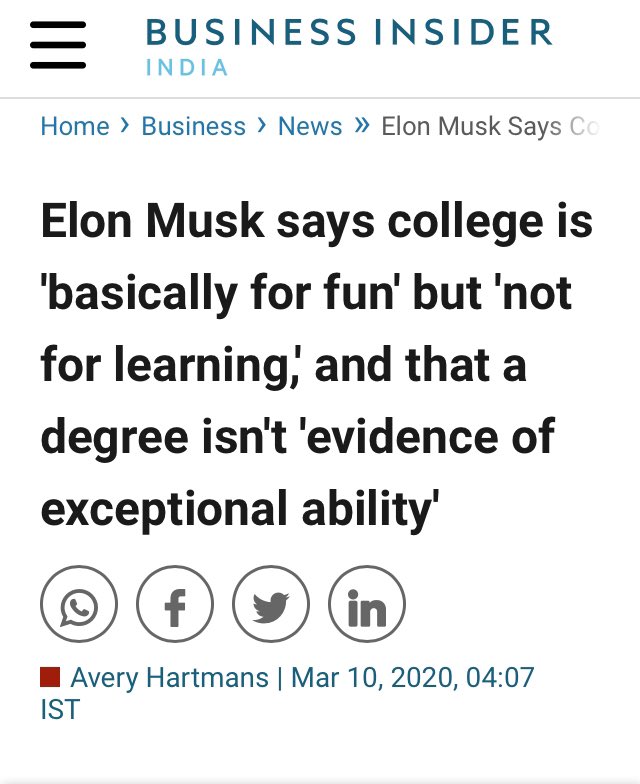 BUSINESS INSIDER
INDIA
Home › Business › News » Elon Musk Says Co
Elon Musk says college is
'basically for fun' but 'not
for learning,' and that a
degree isn't 'evidence of
exceptional ability'
Avery Hartmans | Mar 10, 2020, 04:07
IST